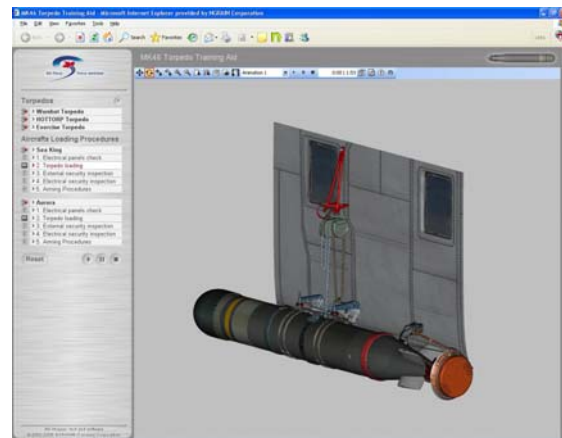 MK46 Torpedo Training Aid - Microsoft Internet Explorer provided by NGRAIN Corporation
File Edit View Favorites Tools Help
Search Favorites
MK46 Torpedo Training Aid
Animation 1
Torpedos
Warshot Torpedo
HOTTORP Torpedo
Exercise Torpedo
Aircrafts Loading Procedures
Sea King
1. Electrical panels check
2. Torpedo loading
3. External security inspection
4. Electrical security inspection
5. Arming Procedures
Aurora
1. Electrical panels check
2. Torpedo loading
3. External security inspection
4. Electrical security inspection
5. Arming Procedures
Reset